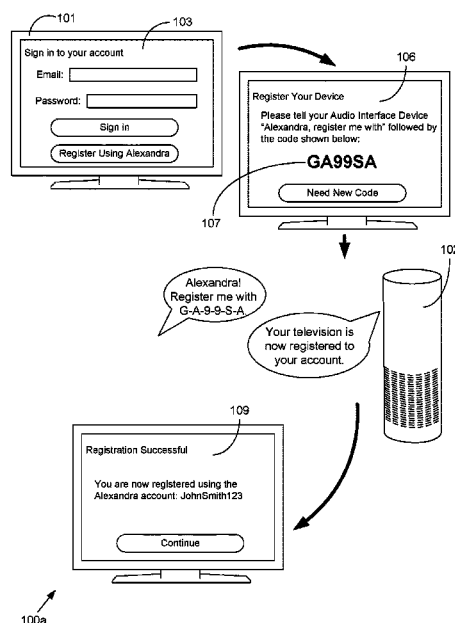 101
103
Sign in to your account
Email:
Password:
Sign in
Register Using Alexandra
106
Register Your Device
Please tell your Audio Interface Device
"Alexandra, register me with" followed by
the code shown below:
GA99SA
107
Need New Code
102
Alexandra!
Register me with
G-A-9-9-S-A.
Your television is
now registered to
your account.
109
Registration Successful
You are now registered using the
Alexandra account: JohnSmith123
Continue
100a